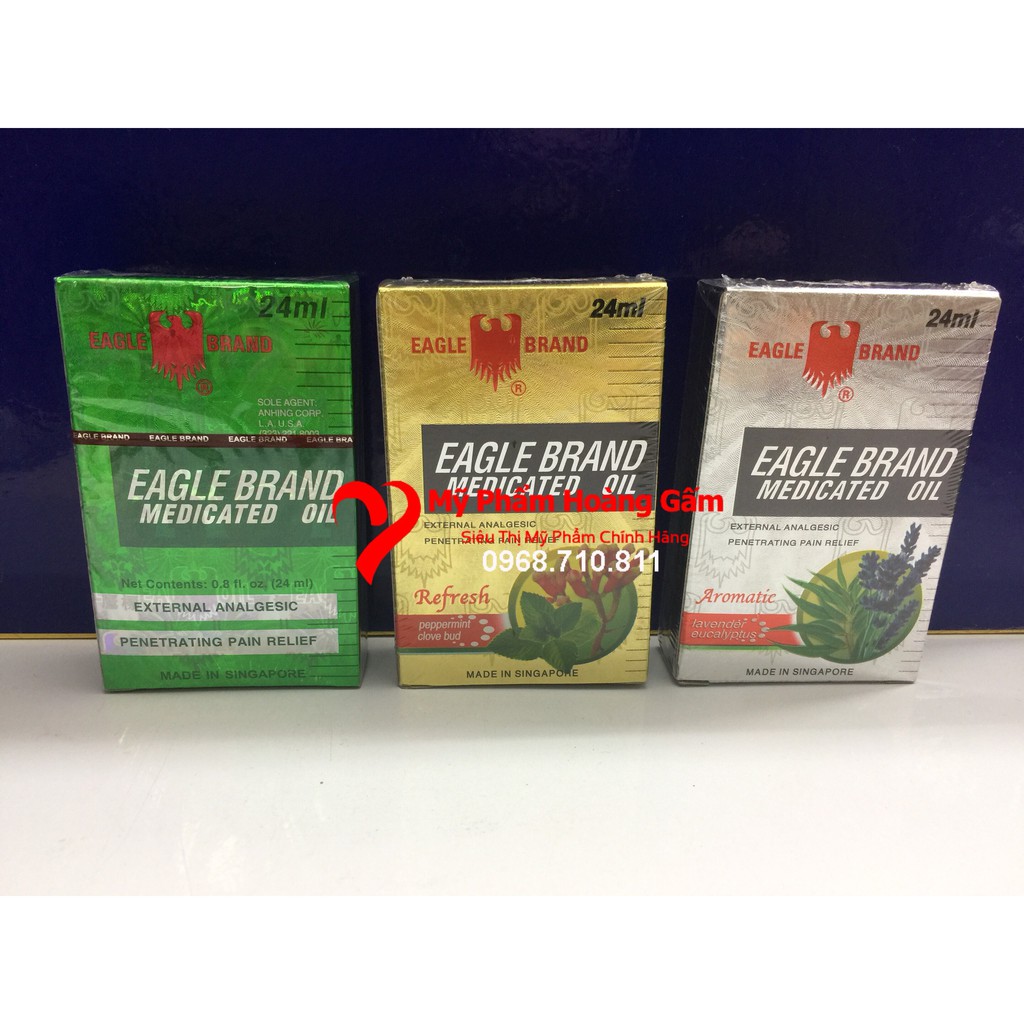 24ml
EAGLE BRAND
®
SOLE AGENT:
ANHING CORP.
L.A. U.S.A.
EAGLE BRAND EAGLE BRAND EAGLE BRAND EAGLE BRA
EAGLE BRAND
MEDICATED OIL
Net Contents: 0.8 fl. oz. (24 ml)
EXTERNAL ANALGESIC
PENETRATING PAIN RELIEF
MADE IN SINGAPORE
24ml
EAGLE BRAND
®
EAGLE BRAND
MEDICATED OIL
EXTERNAL ANALGESIC
PENETRATING PAIN RELIEF
Refresh
peppermint
clove bud
MADE IN SINGAPORE
24ml
EAGLE BRAND
®
EAGLE BRAND
MEDICATED OIL
EXTERNAL ANALGESIC
PENETRATING PAIN RELIEF
Aromatic
lavender
eucalyptus
MADE IN SINGAPORE
Mỹ Phẩm Hoàng Gấm
Siêu Thị Mỹ Phẩm Chính Hãng
0968.710.811